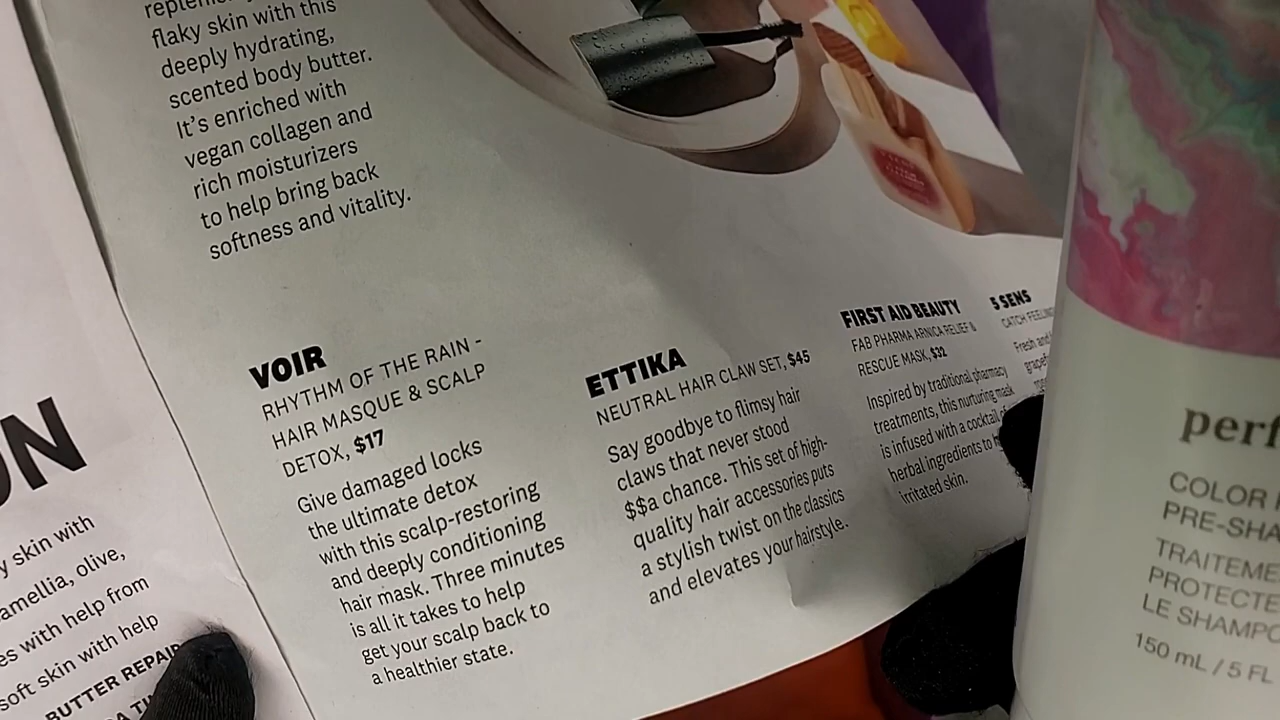 flaky skin with this
deeply hydrating,
scented body butter.
It's enriched with
vegan collagen and
rich moisturizers
to help bring back
softness and vitality.
VOIR
RHYTHM OF THE RAIN -
HAIR MASQUE & SCALP
DETOX, $17
Give damaged locks
the ultimate detox
with this scalp-restoring
and deeply conditioning
hair mask. Three minutes
is all it takes to help
get your scalp back to
a healthier state.
ETTIKA
NEUTRAL HAIR CLAW SET, $45
Say goodbye to flimsy hair
claws that never stood
$$a chance. This set of high-
quality hair accessories puts
a stylish twist on the classics
and elevates your hairstyle.
FIRST AID BEAUTY
FAB PHARMA ARNICA RELIEF &
RESCUE MASK, $32
Inspired by traditional pharmacy
treatments, this nurturing mask
is infused with a cocktail of
herbal ingredients to
irritated skin.
5 SENS
CATCH
Fresh and
skin with
olive,
es with help from
soft skin with help
BUTTER REPAIR
COLOR
TRAITEME
PROTECTE
LE SHAMPO
150 mL / 5 FL